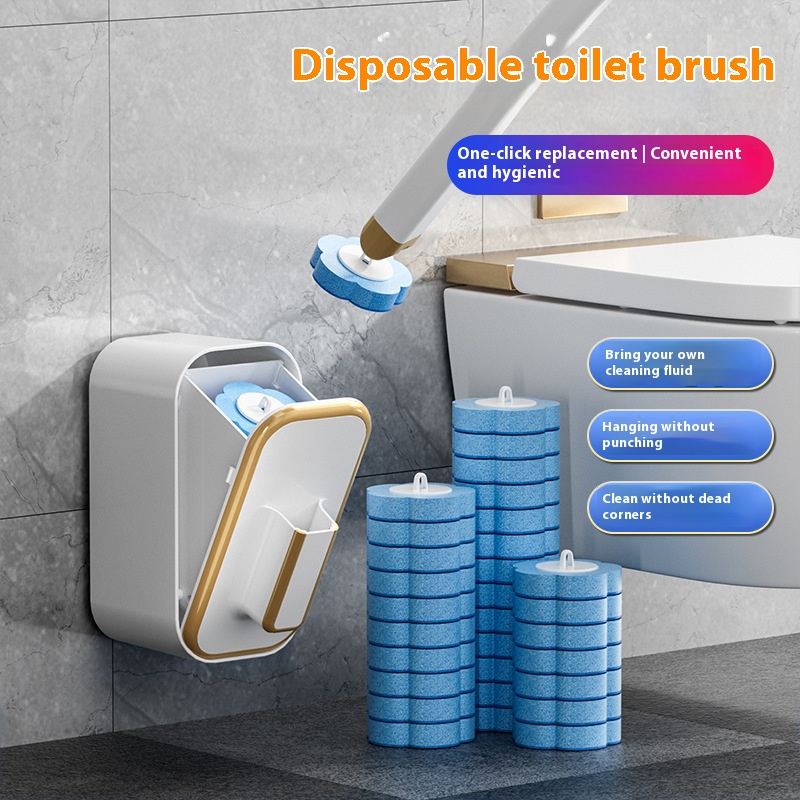 Disposable toilet brush
One-click replacement | Convenient
and hygienic
Bring your own
cleaning fluid
Hanging without
punching
Clean without dead
corners